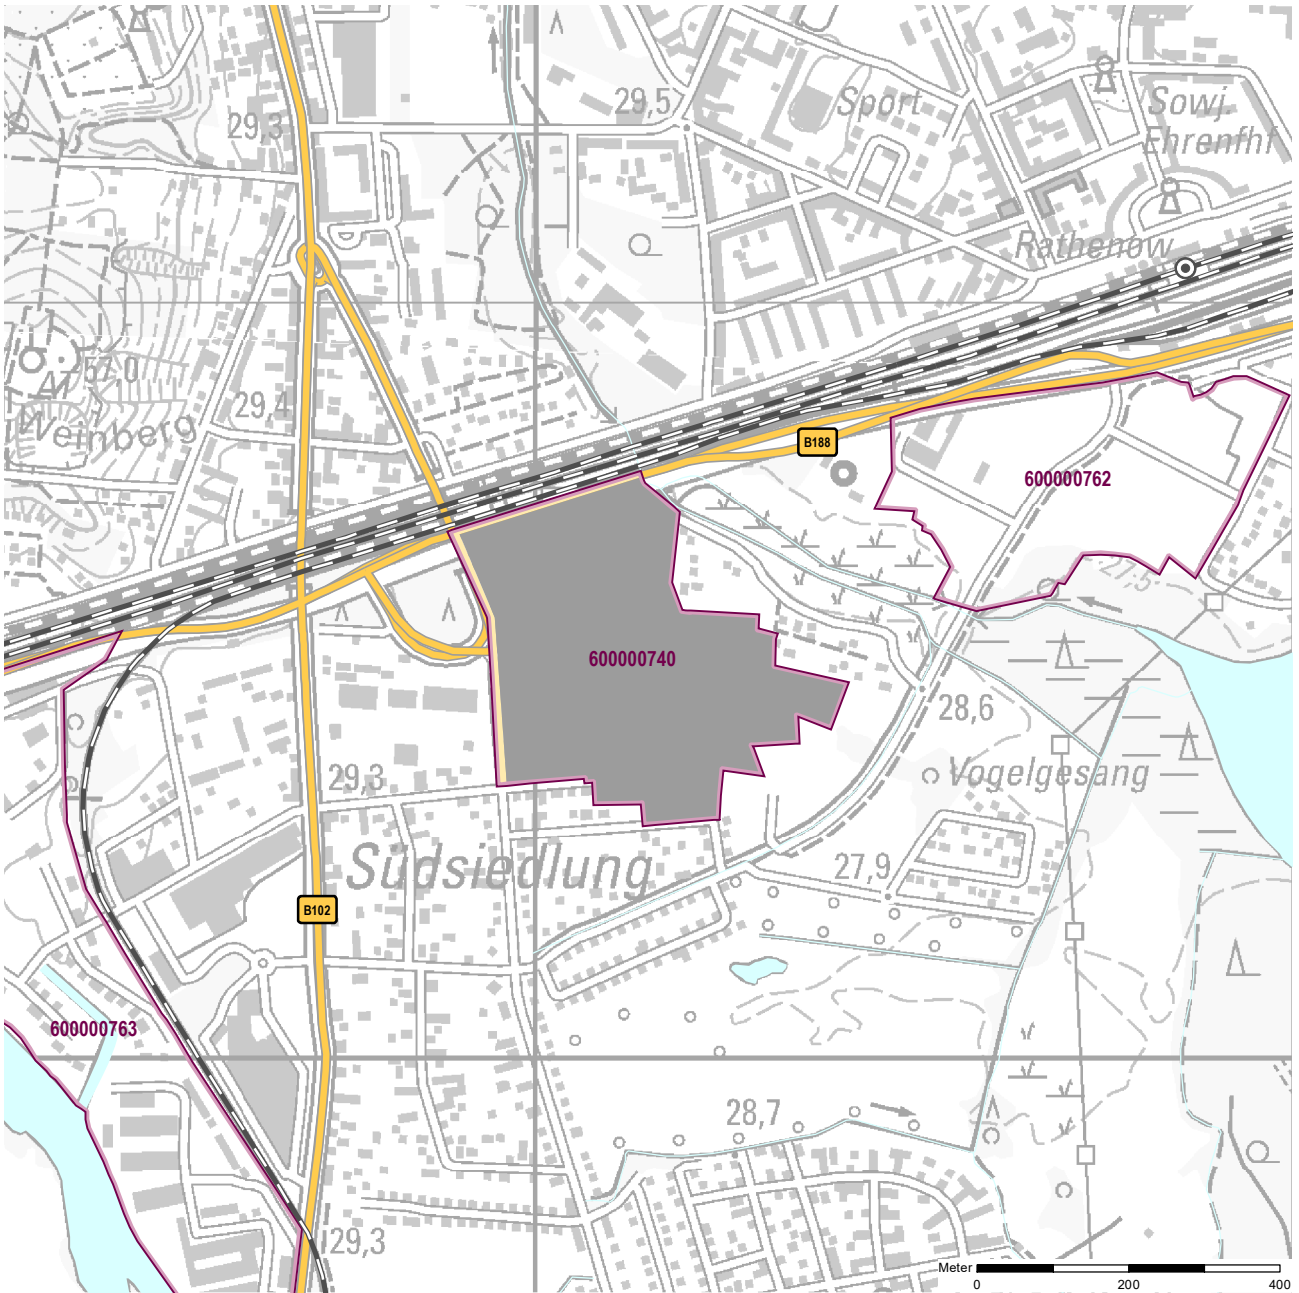 29,5
Sport
Sowj.
Ehrenfhf
29,3
Rathenow
57,0
AT
Weinberg
29,4
B188
600000762
27,5
600000740
28,6
Vogelgesang
29,3
Südsiedlung
27,9
B102
600000763
28,7
29,3
Meter
0 200 400